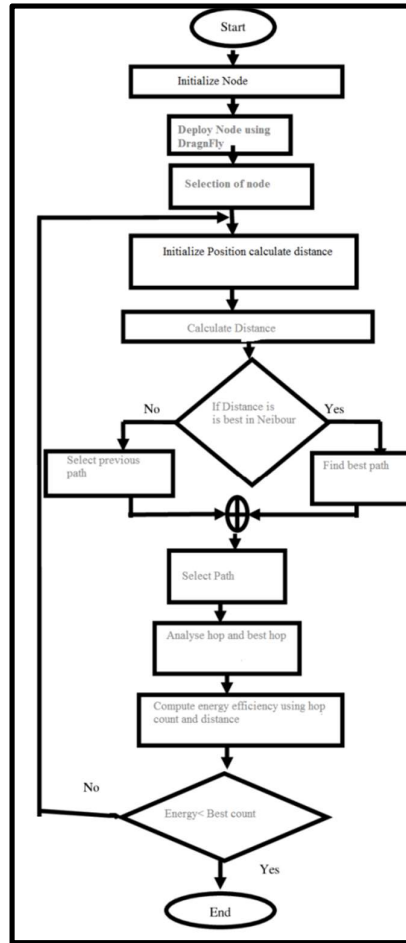 Start
Initialize Node
Deploy Node using
DragnFly
Selection of node
Initialize Position calculate distance
Calculate Distance
No
If Distance is
is best in Neibour
Yes
Select previous
path
Find best path
Select Path
Analyse hop and best hop
Compute energy efficiency using hop
count and distance
No
Energy< Best count
Yes
End